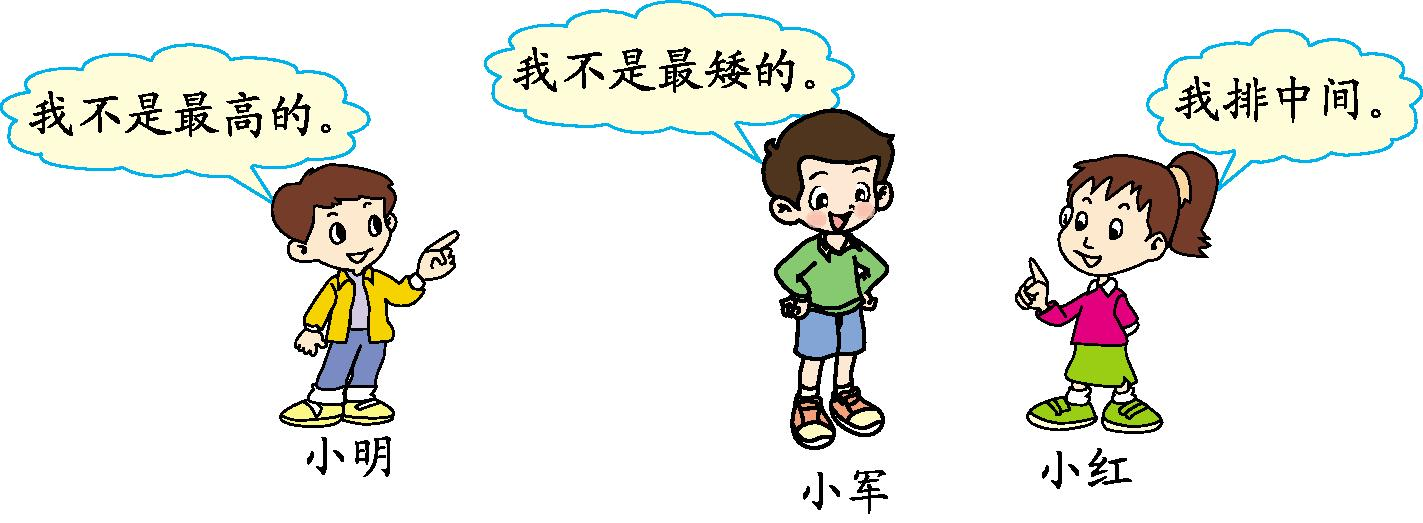 我不是最高的。
我不是最矮的。
我排中间。
小明
小军
小红